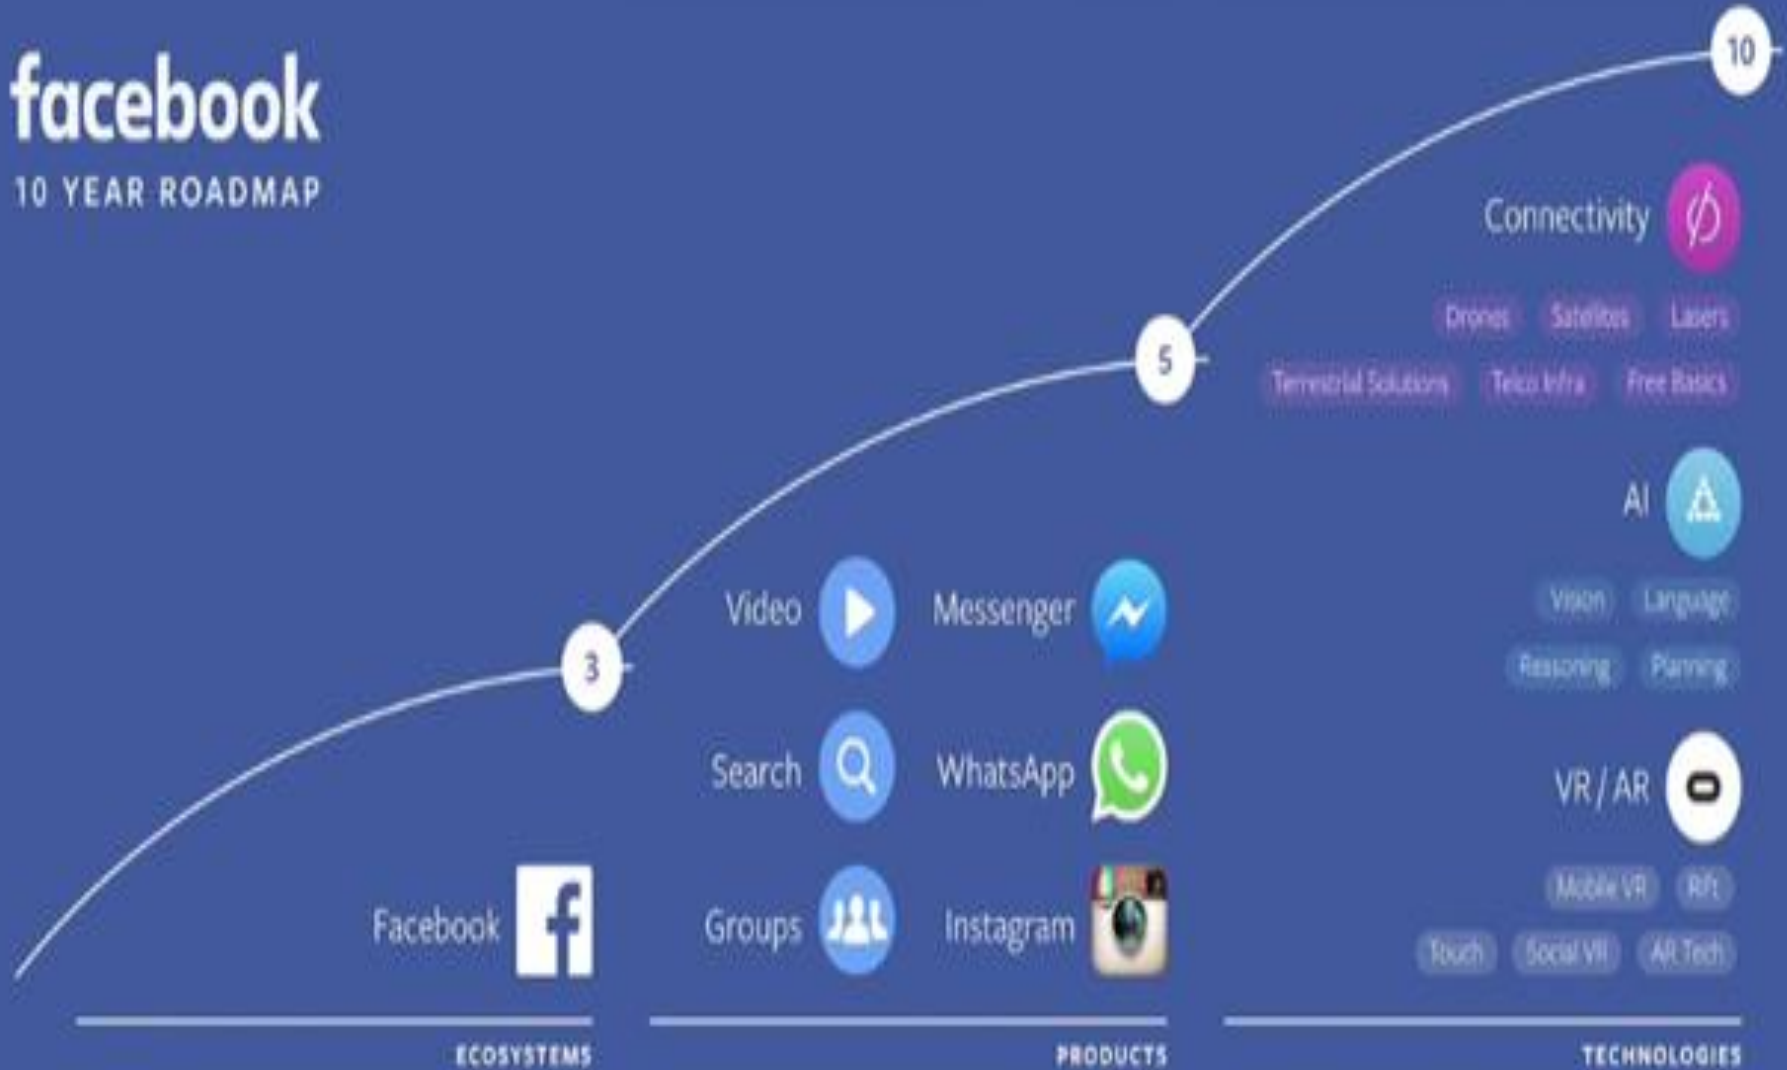 facebook
10 YEAR ROADMAP
10
Connectivity
Drones Satellites Lasers
Terrestrial Solutions Telco Infra Free Basics
5
AI
Vision Language
Reasoning Planning
Video Messenger
3
Search WhatsApp
VR / AR
Mobile VR Rift
Facebook Groups Instagram
Touch Social VR AR Tech
ECOSYSTEMS PRODUCTS TECHNOLOGIES